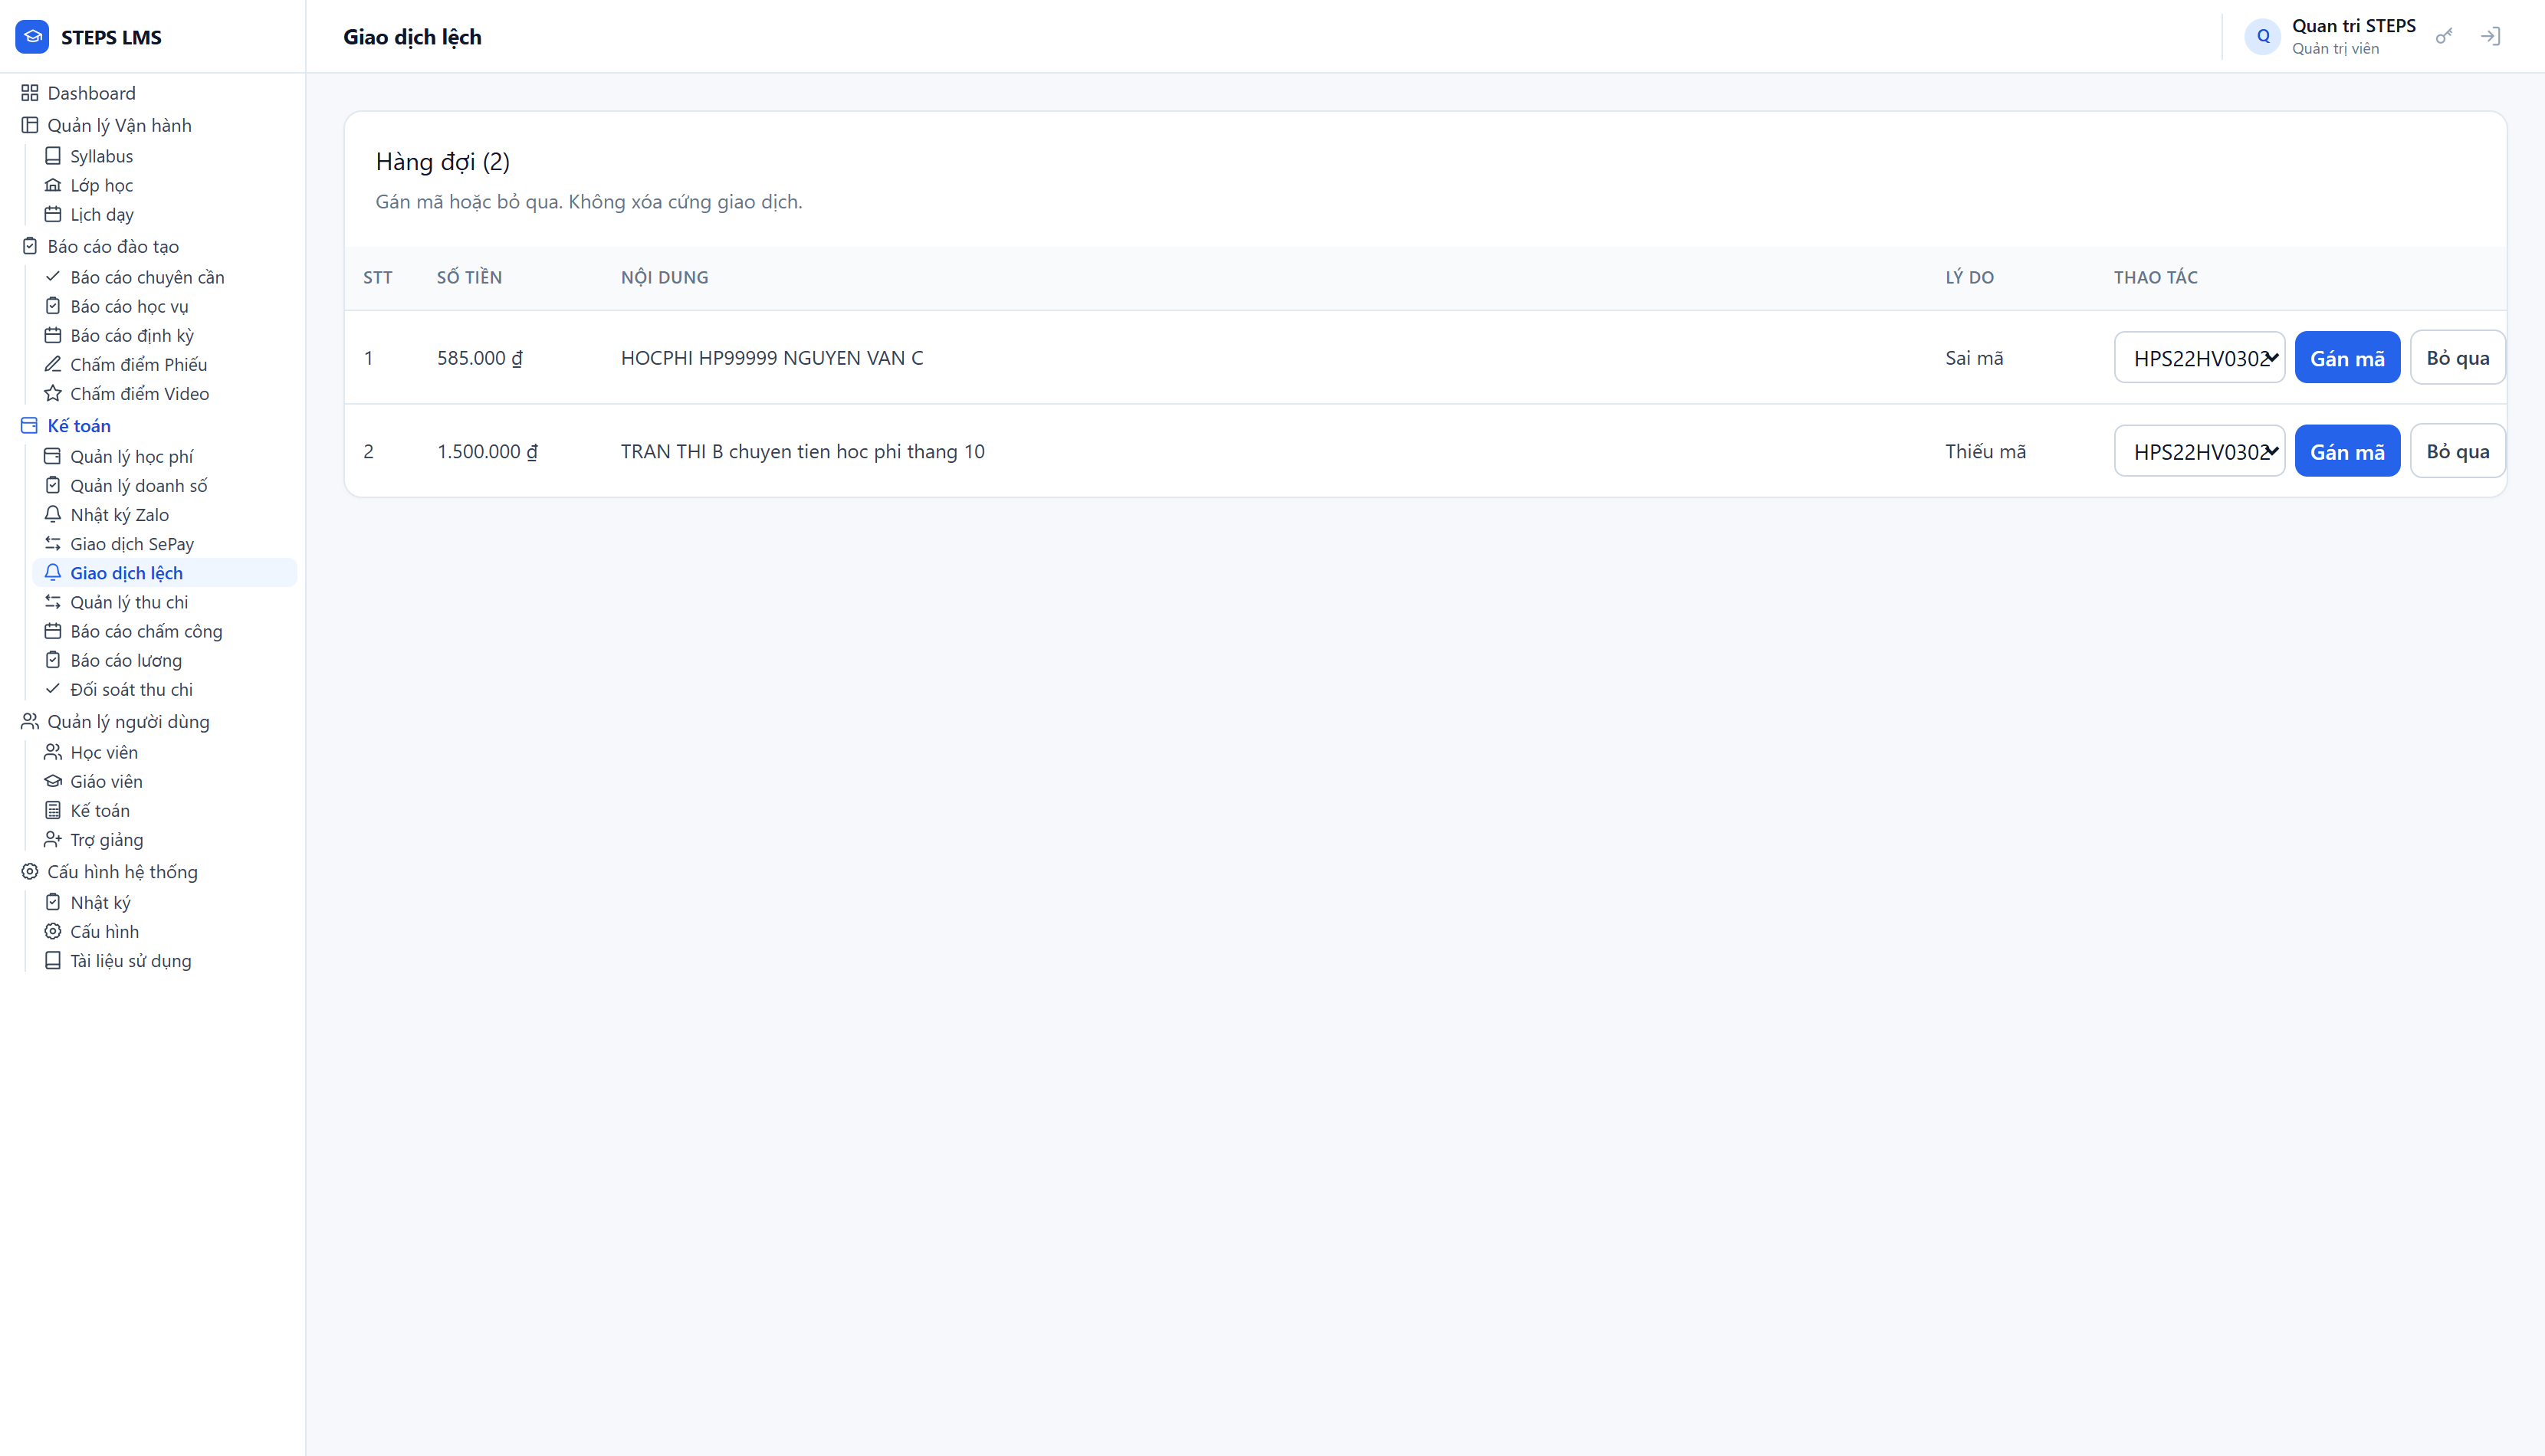 STEPS LMS
Giao dịch lệch
Q
Quan tri STEPS
Quản trị viên
Dashboard
Quản lý Vận hành
Syllabus
Lớp học
Lịch dạy
Báo cáo đào tạo
Báo cáo chuyên cần
Báo cáo học vụ
Báo cáo định kỳ
Chấm điểm Phiếu
Chấm điểm Video
Kế toán
Quản lý học phí
Quản lý doanh số
Nhật ký Zalo
Giao dịch SePay
Giao dịch lệch
Quản lý thu chi
Báo cáo chấm công
Báo cáo lương
Đối soát thu chi
Quản lý người dùng
Học viên
Giáo viên
Kế toán
Trợ giảng
Cấu hình hệ thống
Nhật ký
Cấu hình
Tài liệu sử dụng
Hàng đợi (2)
Gán mã hoặc bỏ qua. Không xóa cứng giao dịch.
STT SỐ TIỀN NỘI DUNG LÝ DO THAO TÁC
1 585.000 ₫ HOCPHI HP99999 NGUYEN VAN C Sai mã HPS22HV0302 Gán mã Bỏ qua
2 1.500.000 ₫ TRAN THI B chuyen tien hoc phi thang 10 Thiếu mã HPS22HV0302 Gán mã Bỏ qua